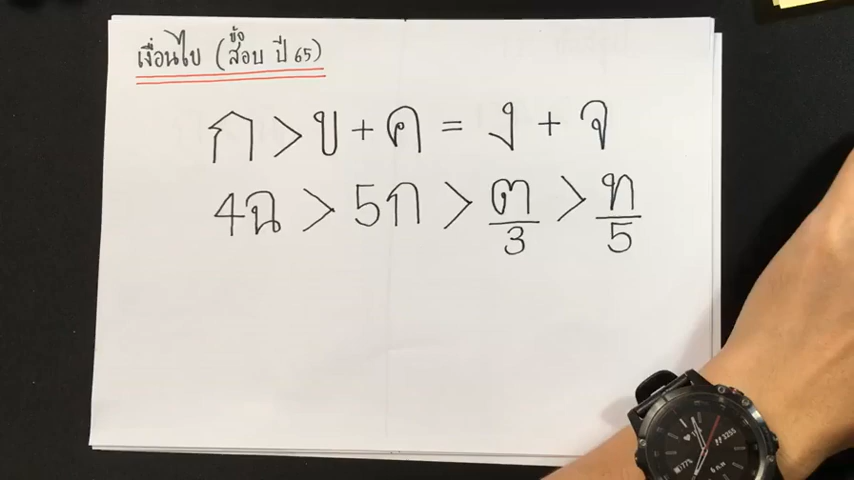 เงื่อนไข (ข้อสอบ ปี 65)
ก > ข + ค = ง + จ
4ฉ > 5ก > ต/3 > ท/5